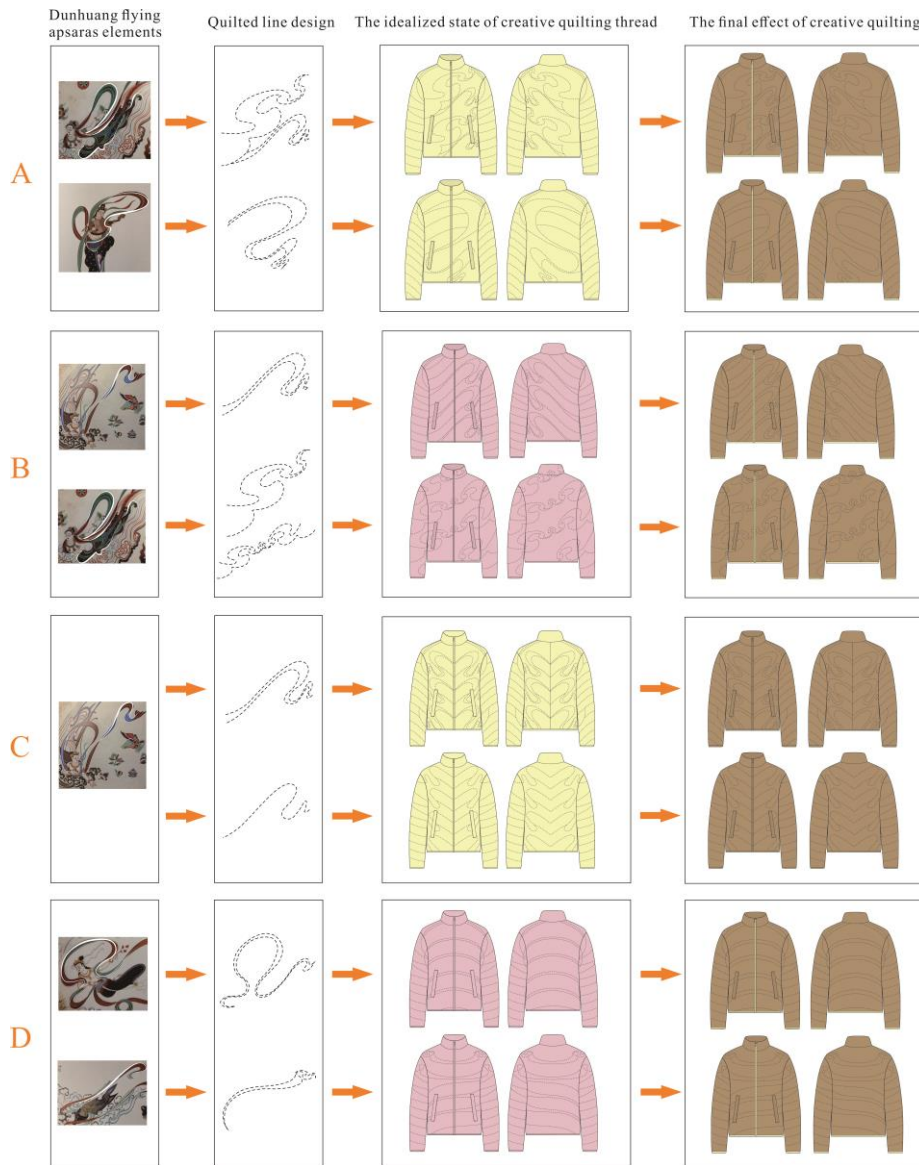 Dunhuang flying
apsaras elements
Quilted line design
The idealized state of creative quilting thread
The final effect of creative quilting
A
B
C
D